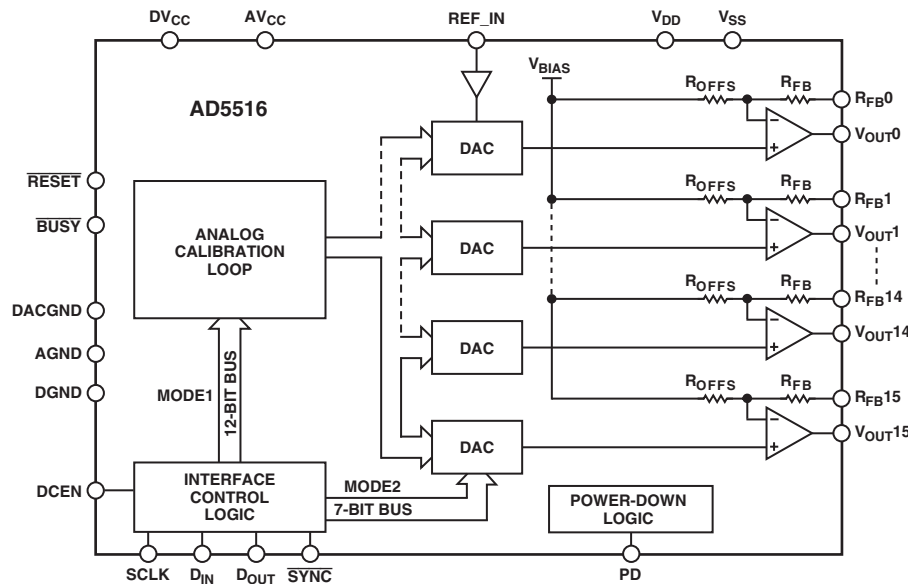 DVCC AVCC REF_IN VDD VSS
VBIAS
AD5516
ROFFS RFB RFB0
DAC VOUT0
RESET
BUSY
ANALOG
CALIBRATION
LOOP
ROFFS RFB RFB1
DAC VOUT1
DACGND
AGND
DGND
ROFFS RFB RFB14
DAC VOUT14
MODE1
12-BIT BUS
ROFFS RFB RFB15
DAC VOUT15
DCEN
INTERFACE
CONTROL
LOGIC
MODE2
7-BIT BUS
POWER-DOWN
LOGIC
SCLK DIN DOUT SYNC PD